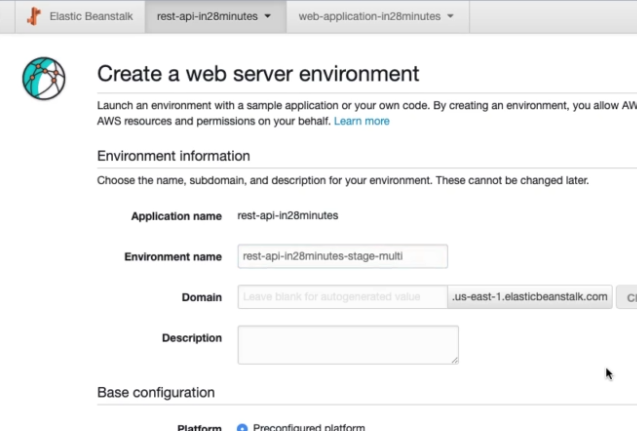 Elastic Beanstalk rest-api-in28minutes web-application-in28minutes
Create a web server environment
Launch an environment with a sample application or your own code. By creating an environment, you allow AW
AWS resources and permissions on your behalf. Learn more
Environment information
Choose the name, subdomain, and description for your environment. These cannot be changed later.
Application name rest-api-in28minutes
Environment name rest-api-in28minutes-stage-multi
Domain Leave blank for autogenerated value .us-east-1.elasticbeanstalk.com
Description
Base configuration
Platform Preconfigured platform